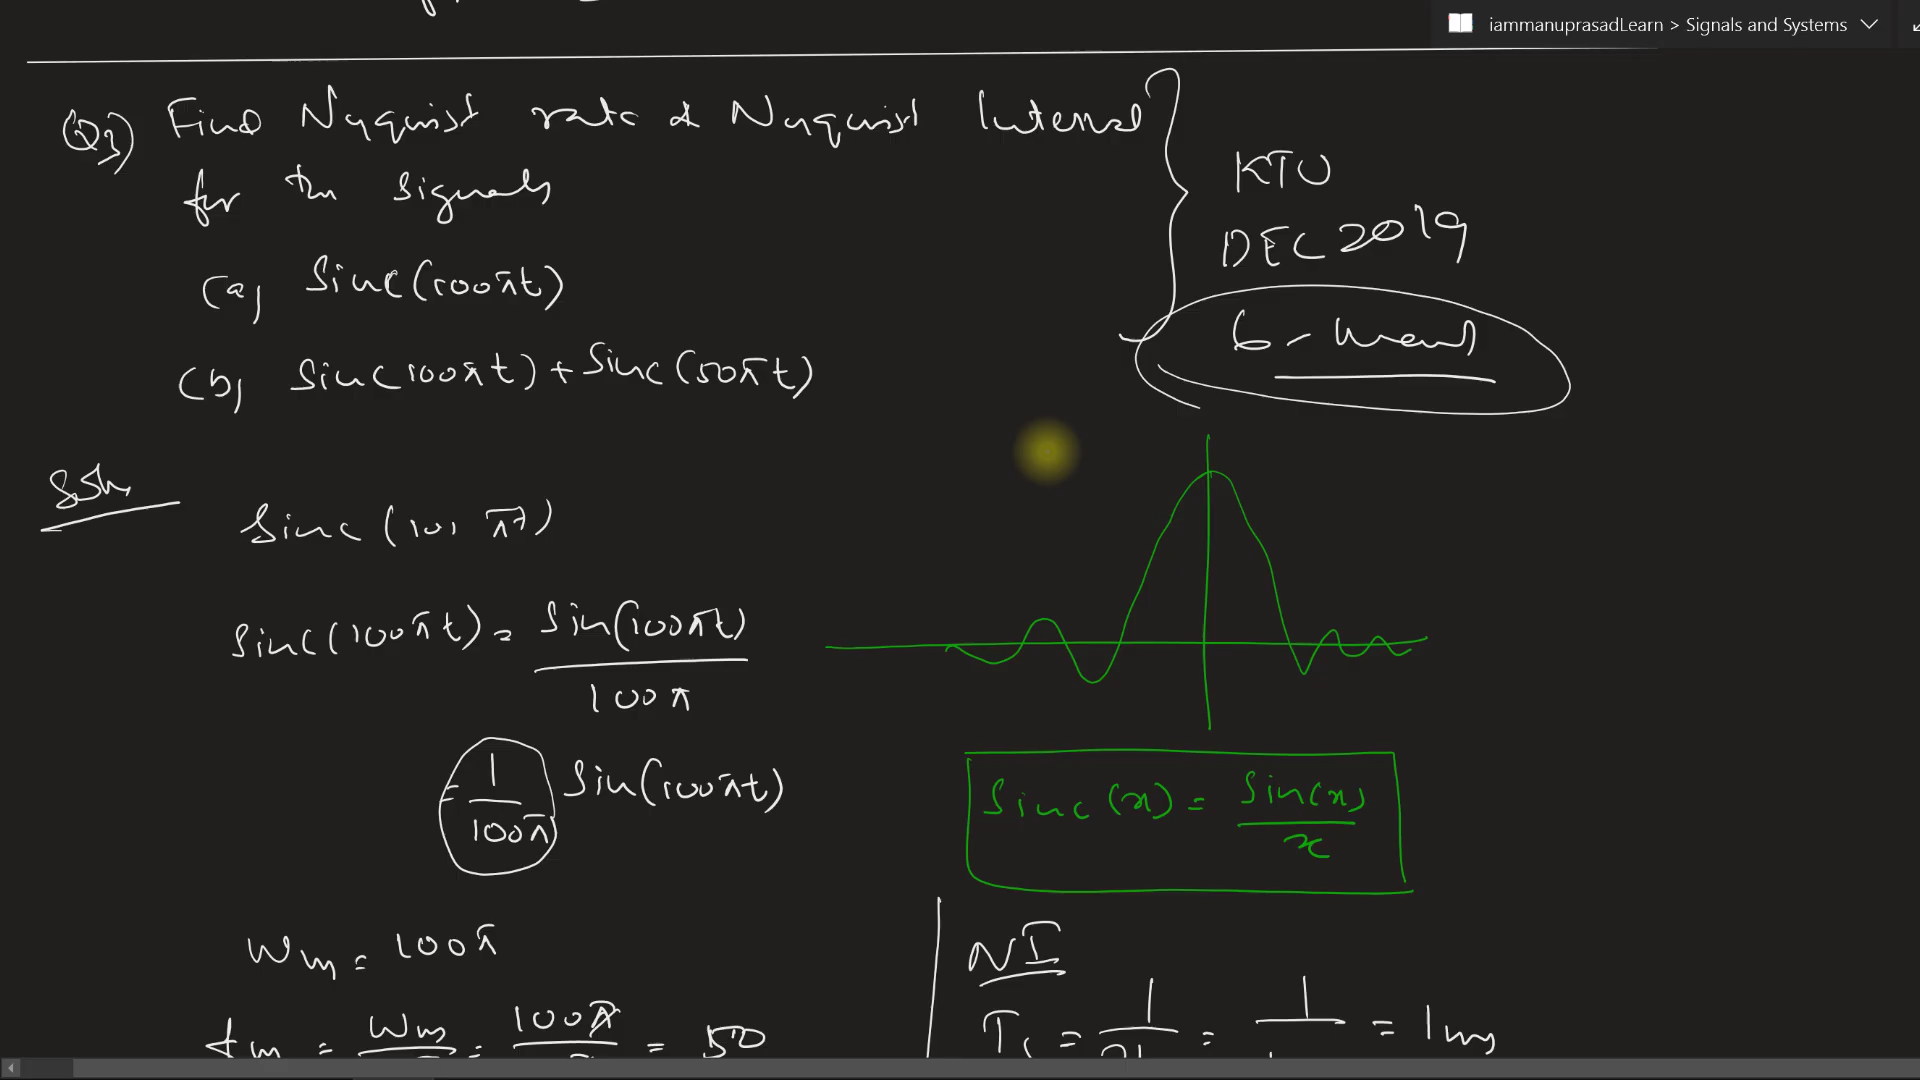 iammanuprasadLearn > Signals and Systems
Q3) Find Nyquist rate & Nyquist Interval
for the signals
(a) Sinc(100πt)
(b) Sinc(100πt) + Sinc(50πt)
KTU
DEC 2019
6 - mark
Soln
Sinc(
Sinc(100πt) = Sin(100πt)
100π
= 1
100π
Sin(100πt)
Sinc(x) = Sin(x)
x
Wm = 100π
fm = Wm = 100π = 50
NI
= 1 = 1 = 1ms